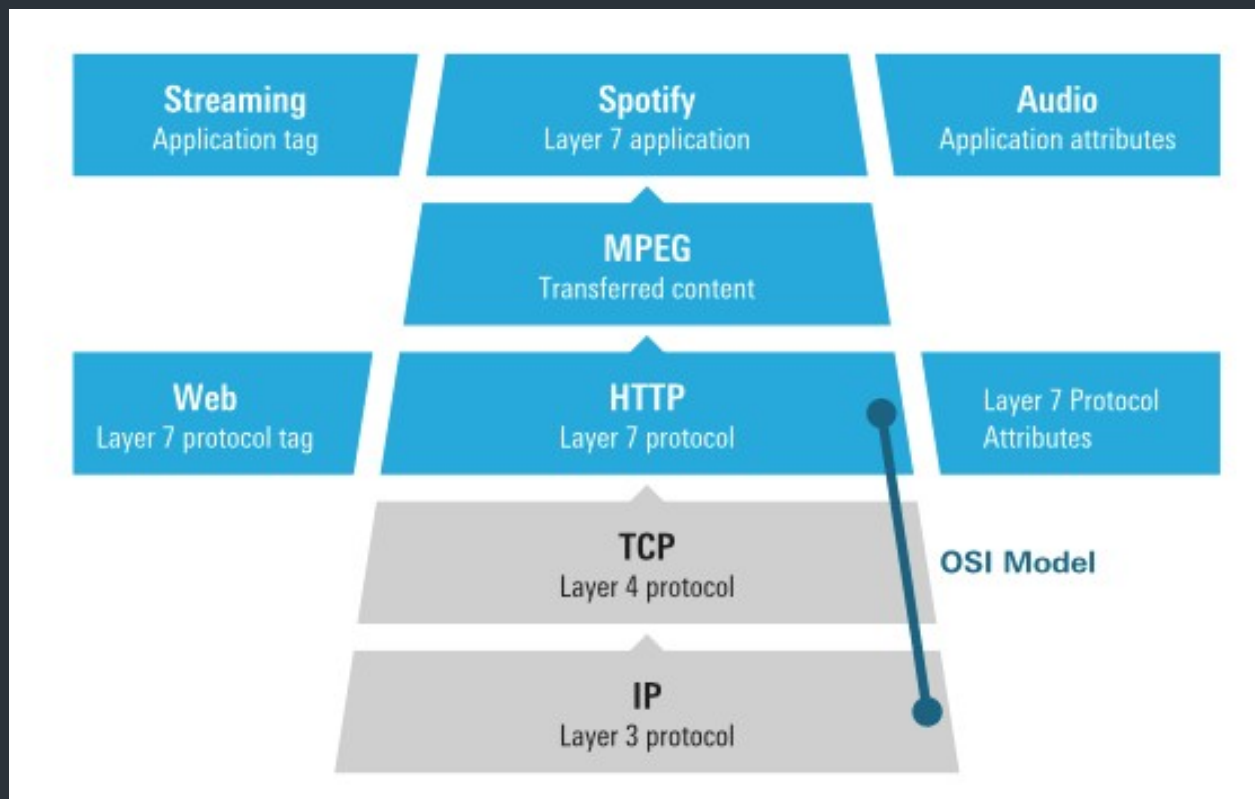 Streaming
Application tag
Spotify
Layer 7 application
Audio
Application attributes
MPEG
Transferred content
Web
Layer 7 protocol tag
HTTP
Layer 7 protocol
Layer 7 Protocol
Attributes
TCP
Layer 4 protocol
OSI Model
IP
Layer 3 protocol